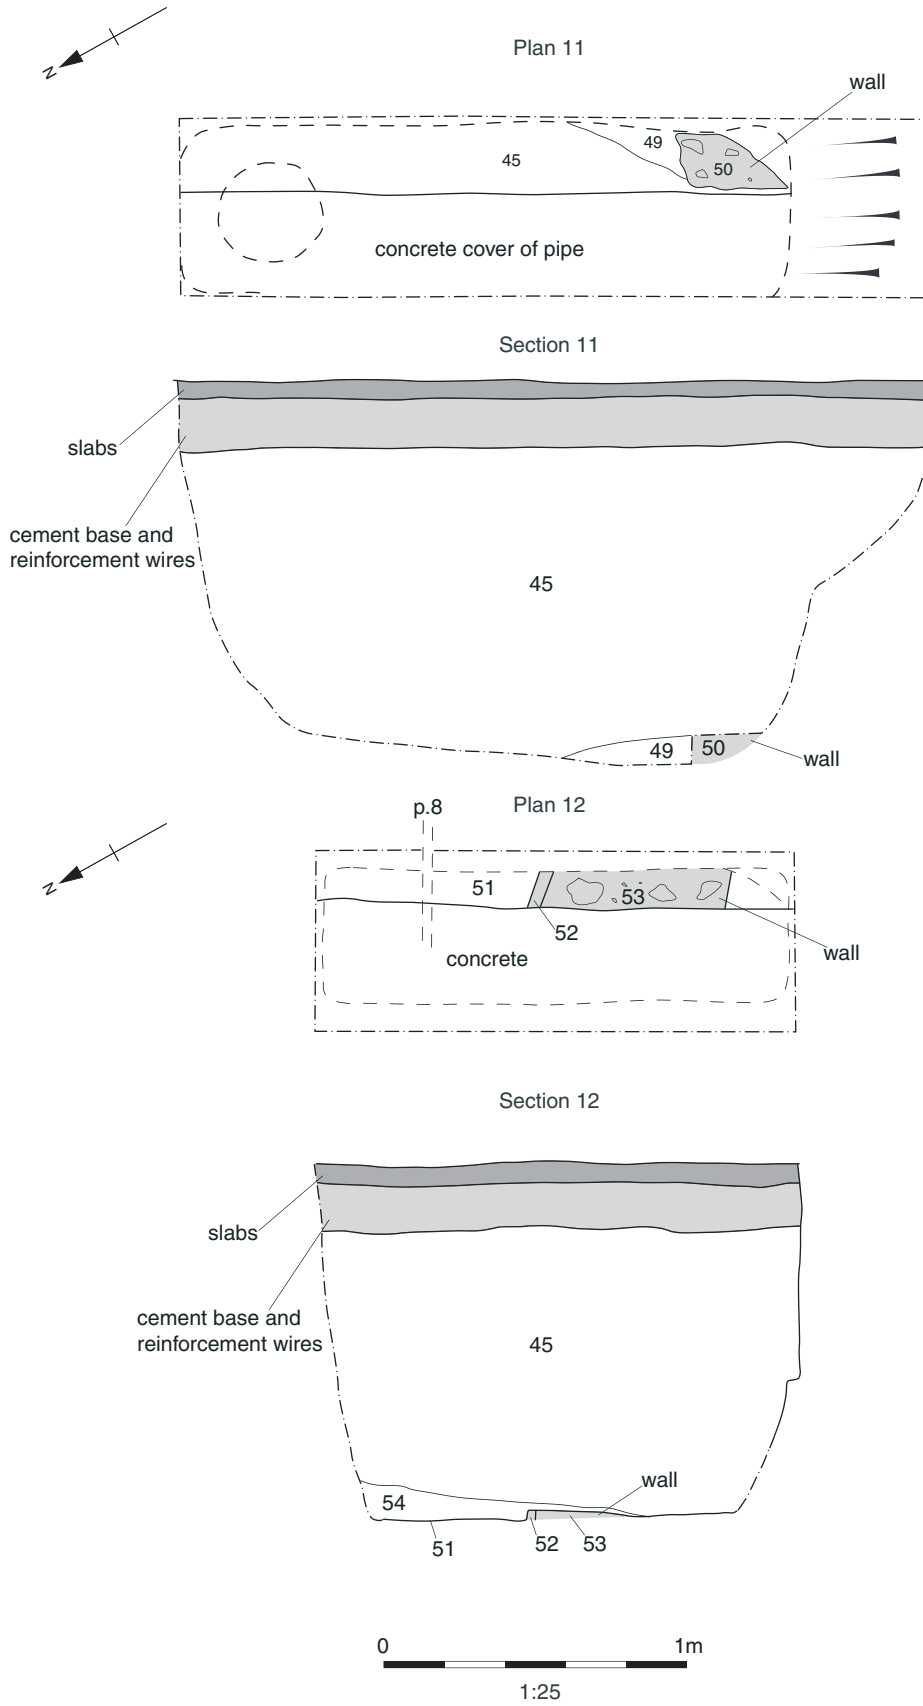 N
Plan 11
wall
49
45
50
concrete cover of pipe
Section 11
slabs
cement base and
reinforcement wires
45
49
50
wall
p.8
Plan 12
N
51
53
52
wall
concrete
Section 12
slabs
cement base and
reinforcement wires
45
wall
54
52
53
51
0
1m
1:25